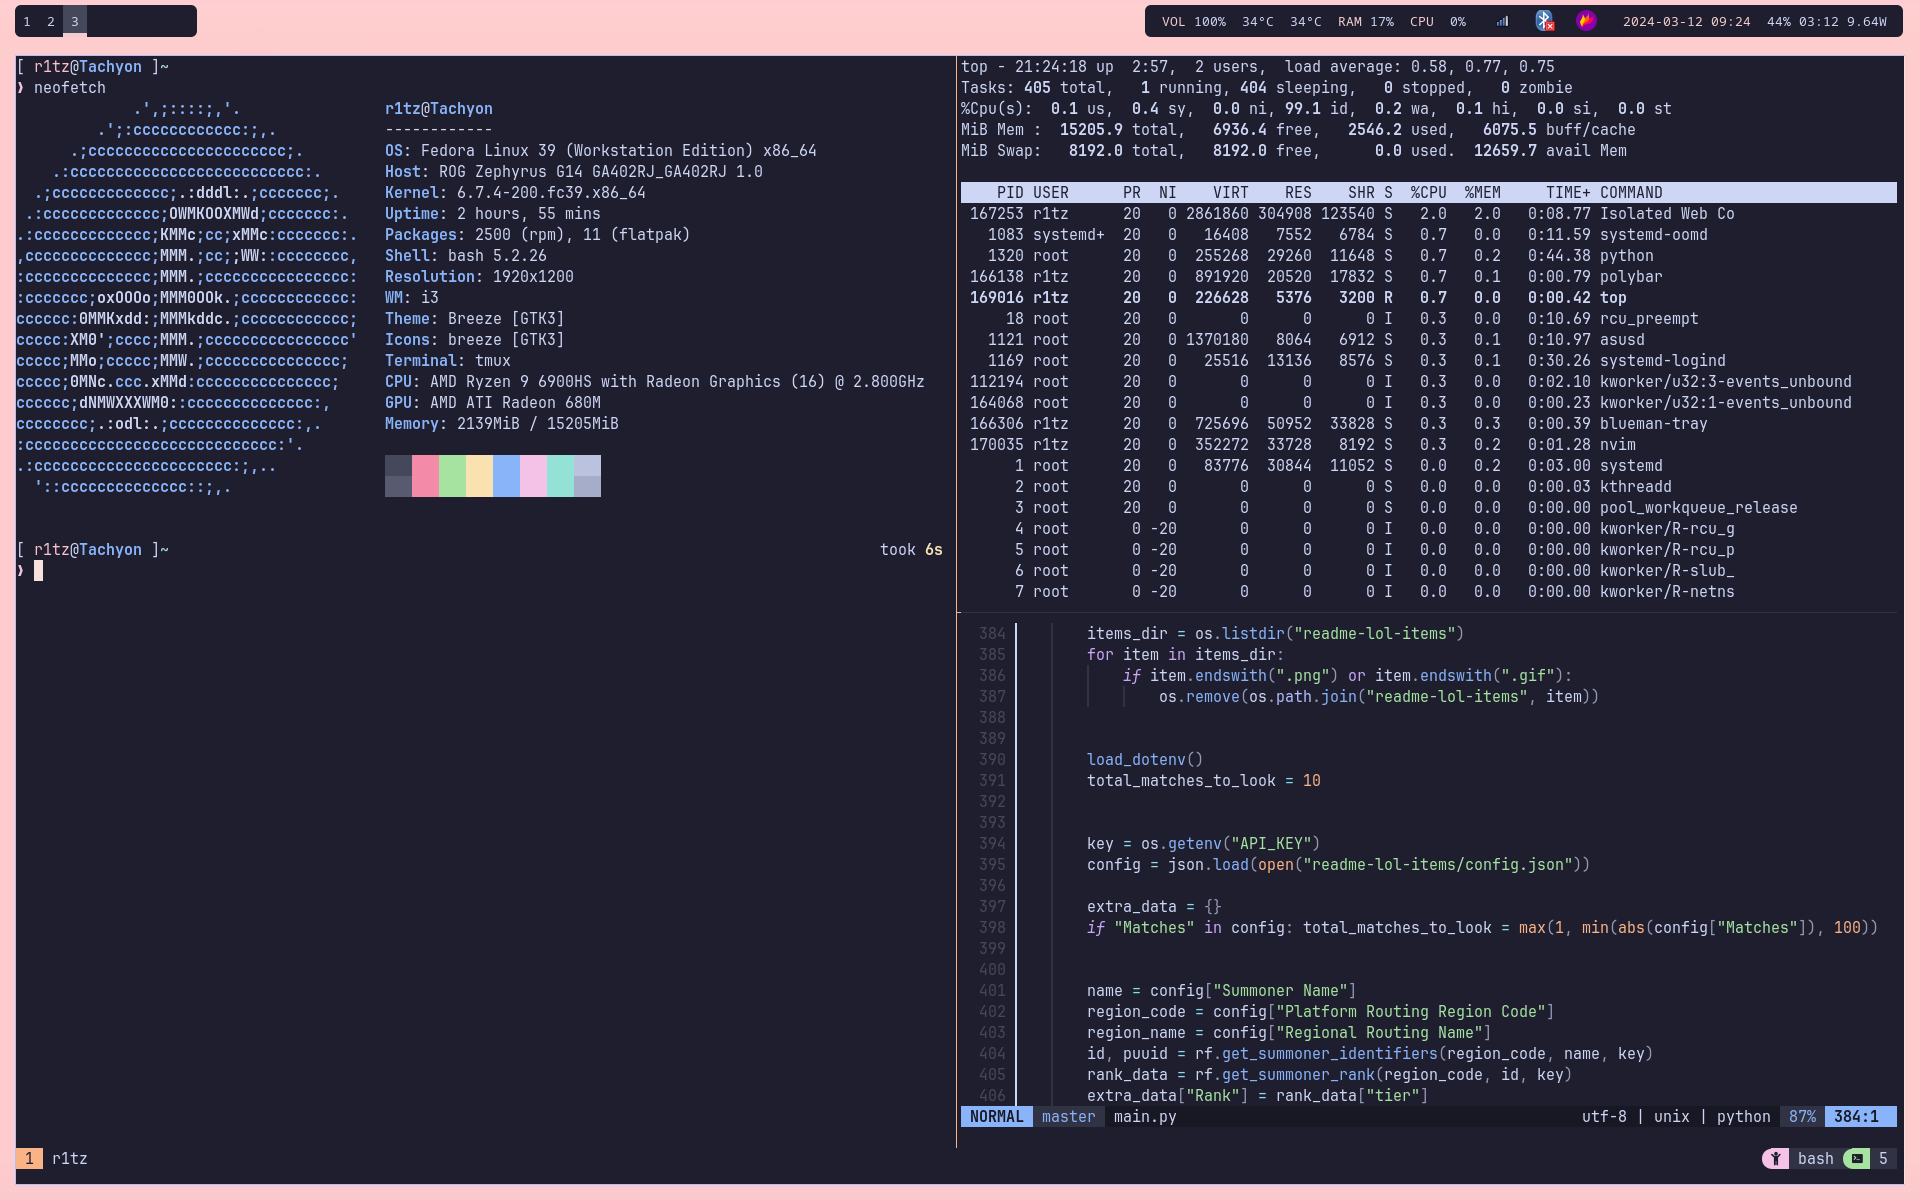 1 2 3
VOL 100% 34°C 34°C RAM 17% CPU 0% 2024-03-12 09:24 44% 03:12 9.64W
[ r1tz@Tachyon ]~
❯ neofetch
.',;::::;,'.
.';:cccccccccccc:;,.
.;cccccccccccccccccccccc;.
.:cccccccccccccccccccccccccc:.
.;ccccccccccccc;.:dddl:.;ccccccc;.
.:ccccccccccccc;OWMKOOXMWd;ccccccc:.
.:ccccccccccccc;KMMc;cc;xMMc:ccccccc:.
,cccccccccccccc;MMM.;cc;;WW::cccccccc,
:cccccccccccccc;MMM.;cccccccccccccccc:
:ccccccc;oxOOOo;MMM0OOk.;cccccccccccc:
cccccc:0MMKxdd:;MMMkddc.;cccccccccccc;
ccccc:XM0';cccc;MMM.;cccccccccccccccc'
ccccc;MMo;ccccc;MMW.;ccccccccccccccc;
ccccc;0MNc.ccc.xMMd:ccccccccccccccc;
cccccc;dNMWXXXWM0::cccccccccccccc:,
cccccccc;.:odl:.;cccccccccccccc:,.
:cccccccccccccccccccccccccccc:'.
.:cccccccccccccccccccccc:;,..
'::cccccccccccccc::;,.
r1tz@Tachyon
------------
OS: Fedora Linux 39 (Workstation Edition) x86_64
Host: ROG Zephyrus G14 GA402RJ_GA402RJ 1.0
Kernel: 6.7.4-200.fc39.x86_64
Uptime: 2 hours, 55 mins
Packages: 2500 (rpm), 11 (flatpak)
Shell: bash 5.2.26
Resolution: 1920x1200
WM: i3
Theme: Breeze [GTK3]
Icons: breeze [GTK3]
Terminal: tmux
CPU: AMD Ryzen 9 6900HS with Radeon Graphics (16) @ 2.800GHz
GPU: AMD ATI Radeon 680M
Memory: 2139MiB / 15205MiB
[ r1tz@Tachyon ]~ took 6s
❯
top - 21:24:18 up  2:57,  2 users,  load average: 0.58, 0.77, 0.75
Tasks: 405 total,   1 running, 404 sleeping,   0 stopped,   0 zombie
%Cpu(s):  0.1 us,  0.4 sy,  0.0 ni, 99.1 id,  0.2 wa,  0.1 hi,  0.0 si,  0.0 st
MiB Mem :  15205.9 total,   6936.4 free,   2546.2 used,   6075.5 buff/cache
MiB Swap:   8192.0 total,   8192.0 free,      0.0 used.  12659.7 avail Mem
PID USER      PR  NI    VIRT    RES    SHR S  %CPU  %MEM     TIME+ COMMAND
167253 r1tz      20   0 2861860 304908 123540 S   2.0   2.0   0:08.77 Isolated Web Co
1083 systemd+  20   0   16408   7552   6784 S   0.7   0.0   0:11.59 systemd-oomd
1320 root      20   0  255268  29260  11648 S   0.7   0.2   0:44.38 python
166138 r1tz      20   0  891920  20520  17832 S   0.7   0.1   0:00.79 polybar
169016 r1tz      20   0  226628   5376   3200 R   0.7   0.0   0:00.42 top
18 root      20   0       0      0      0 I   0.3   0.0   0:10.69 rcu_preempt
1121 root      20   0 1370180   8064   6912 S   0.3   0.1   0:10.97 asusd
1169 root      20   0   25516  13136   8576 S   0.3   0.1   0:30.26 systemd-logind
112194 root      20   0       0      0      0 I   0.3   0.0   0:02.10 kworker/u32:3-events_unbound
164068 root      20   0       0      0      0 I   0.3   0.0   0:00.23 kworker/u32:1-events_unbound
166306 r1tz      20   0  725696  50952  33828 S   0.3   0.3   0:00.39 blueman-tray
170035 r1tz      20   0  352272  33728   8192 S   0.3   0.2   0:01.28 nvim
1 root      20   0   83776  30844  11052 S   0.0   0.2   0:03.00 systemd
2 root      20   0       0      0      0 S   0.0   0.0   0:00.03 kthreadd
3 root      20   0       0      0      0 S   0.0   0.0   0:00.00 pool_workqueue_release
4 root       0 -20       0      0      0 I   0.0   0.0   0:00.00 kworker/R-rcu_g
5 root       0 -20       0      0      0 I   0.0   0.0   0:00.00 kworker/R-rcu_p
6 root       0 -20       0      0      0 I   0.0   0.0   0:00.00 kworker/R-slub_
7 root       0 -20       0      0      0 I   0.0   0.0   0:00.00 kworker/R-netns
384 items_dir = os.listdir("readme-lol-items")
385 for item in items_dir:
386 if item.endswith(".png") or item.endswith(".gif"):
387 os.remove(os.path.join("readme-lol-items", item))
388
389
390 load_dotenv()
391 total_matches_to_look = 10
392
393
394 key = os.getenv("API_KEY")
395 config = json.load(open("readme-lol-items/config.json"))
396
397 extra_data = {}
398 if "Matches" in config: total_matches_to_look = max(1, min(abs(config["Matches"]), 100))
399
400
401 name = config["Summoner Name"]
402 region_code = config["Platform Routing Region Code"]
403 region_name = config["Regional Routing Name"]
404 id, puuid = rf.get_summoner_identifiers(region_code, name, key)
405 rank_data = rf.get_summoner_rank(region_code, id, key)
406 extra_data["Rank"] = rank_data["tier"]
NORMAL master main.py utf-8 | unix | python 87% 384:1
1 r1tz bash 5